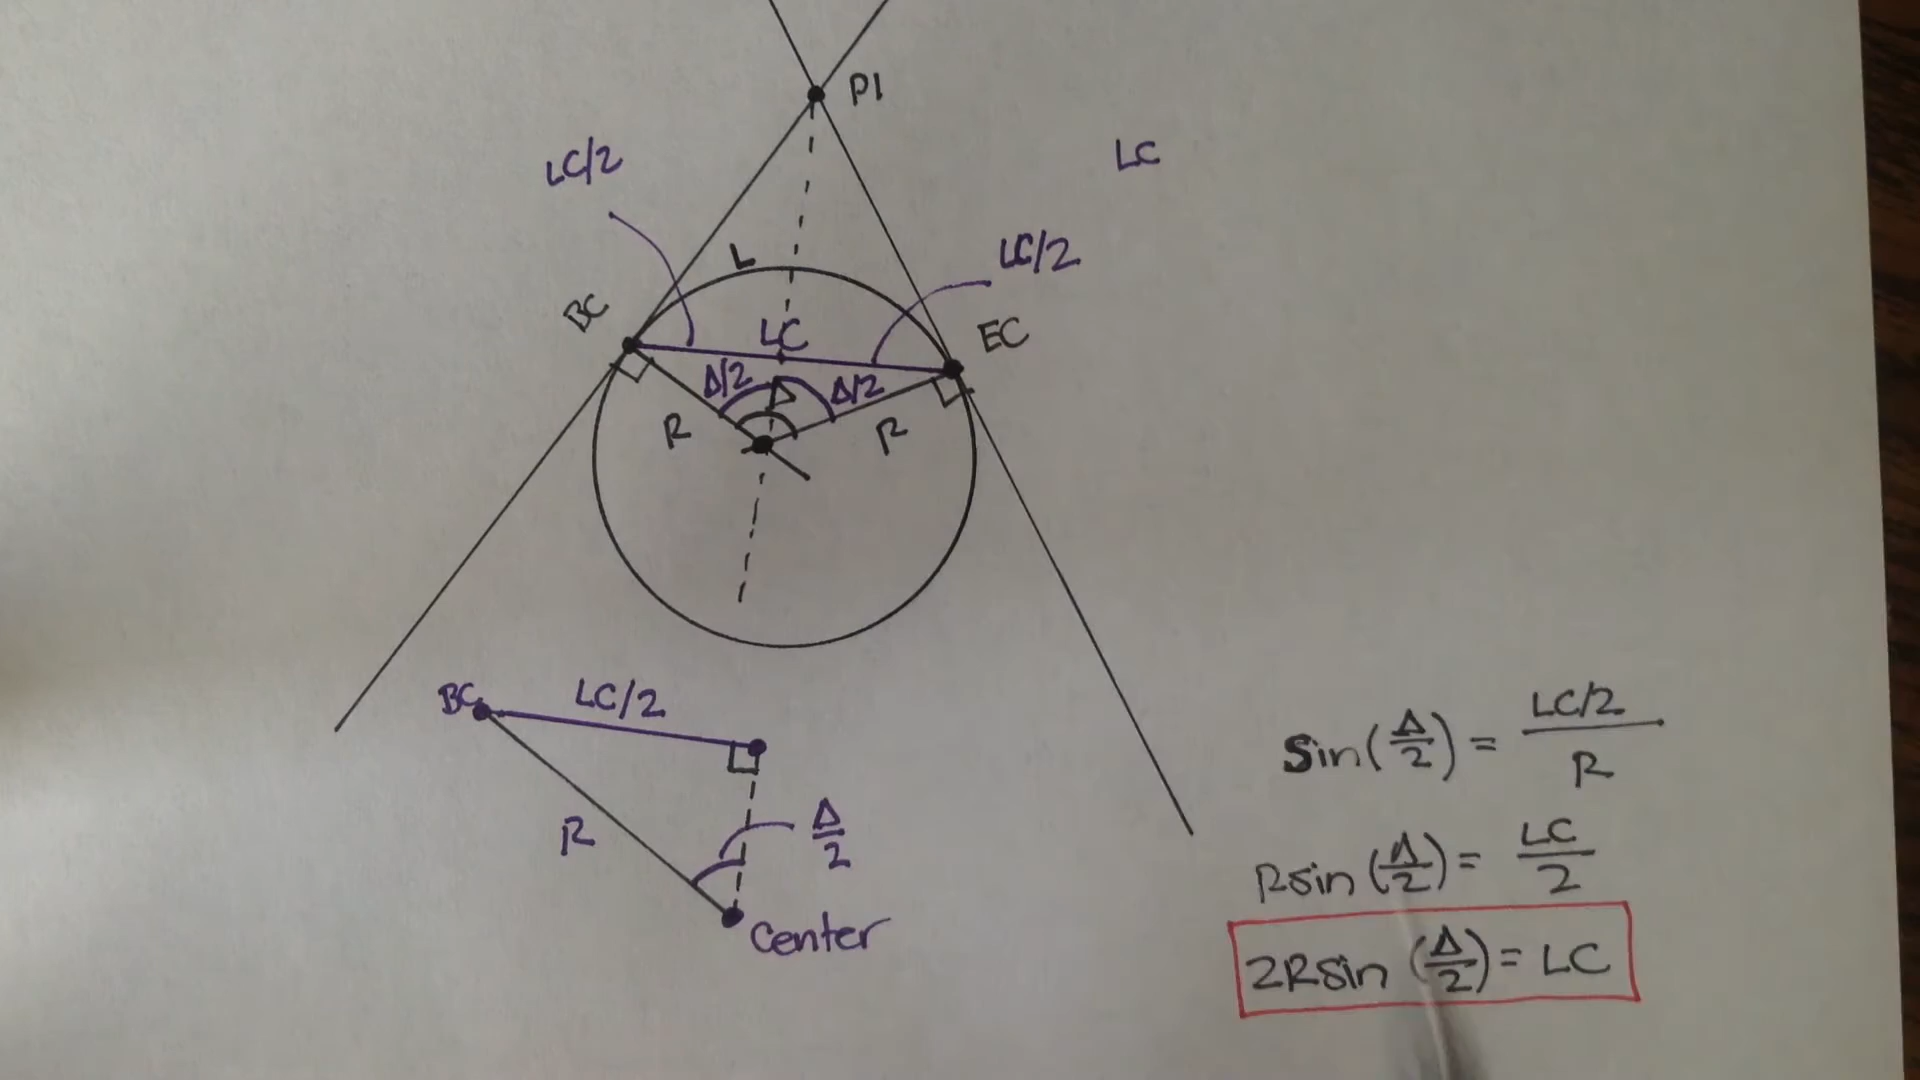 PI
LC/2
LC
LC/2
L
BC
EC
LC
Δ/2
Δ
Δ/2
R
R
BC
LC/2
R
Δ/2
Center
sin(Δ/2) = LC/2 / R
Rsin(Δ/2) = LC/2
2Rsin(Δ/2) = LC